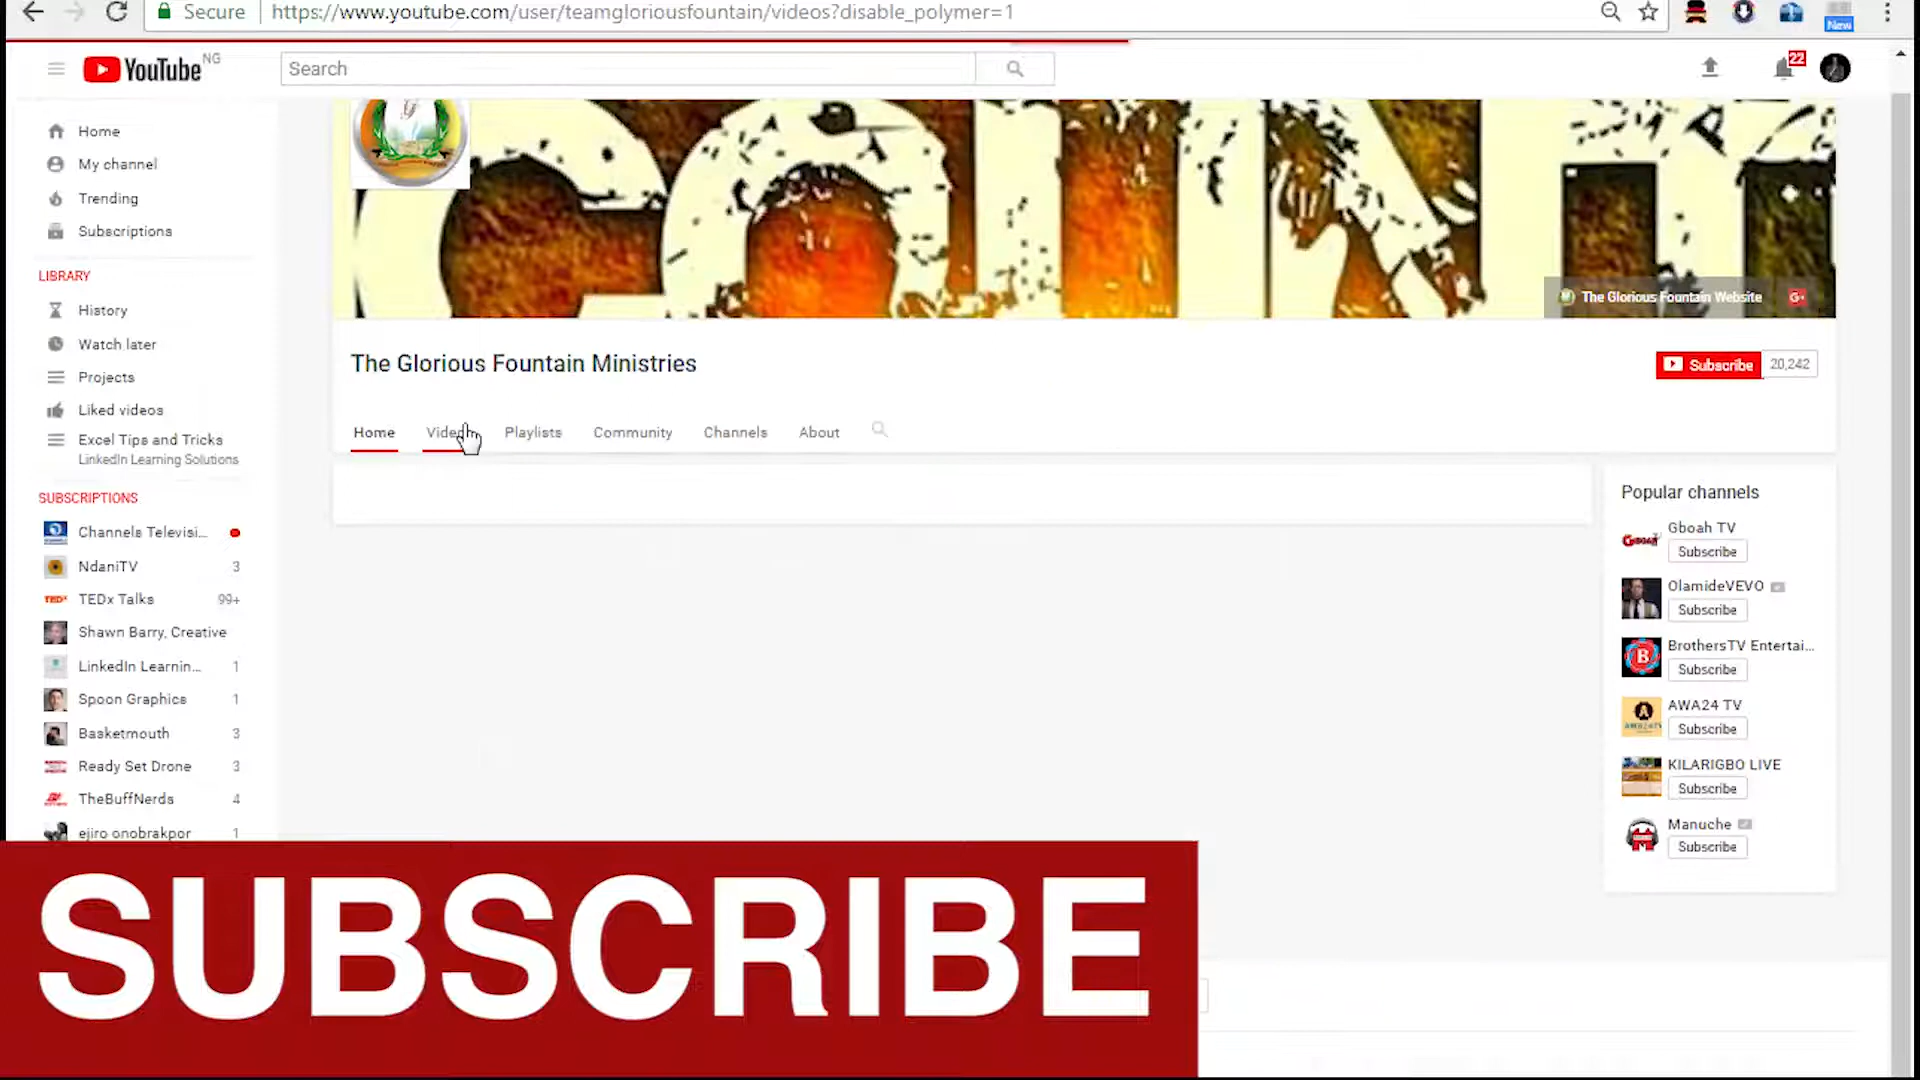 Secure https://www.youtube.com/user/teamgloriousfountain/videos?disable_polymer=1
New
YouTube NG
Search
22
Home
My channel
Trending
Subscriptions
LIBRARY
History
Watch later
Projects
Liked videos
Excel Tips and Tricks
LinkedIn Learning Solutions
SUBSCRIPTIONS
Channels Televisi...
NdaniTV 3
TEDx Talks 99+
Shawn Barry, Creative
LinkedIn Learnin... 1
Spoon Graphics 1
Basketmouth 3
Ready Set Drone 3
TheBuffNerds 4
ejiro onobrakpor 1
The Glorious Fountain Website
G+
The Glorious Fountain Ministries
Subscribe 20,242
Home Videos Playlists Community Channels About
Popular channels
Gboah TV
Subscribe
OlamideVEVO
Subscribe
BrothersTV Entertai...
Subscribe
AWA24 TV
Subscribe
KILARIGBO LIVE
Subscribe
Manuche
Subscribe
SUBSCRIBE